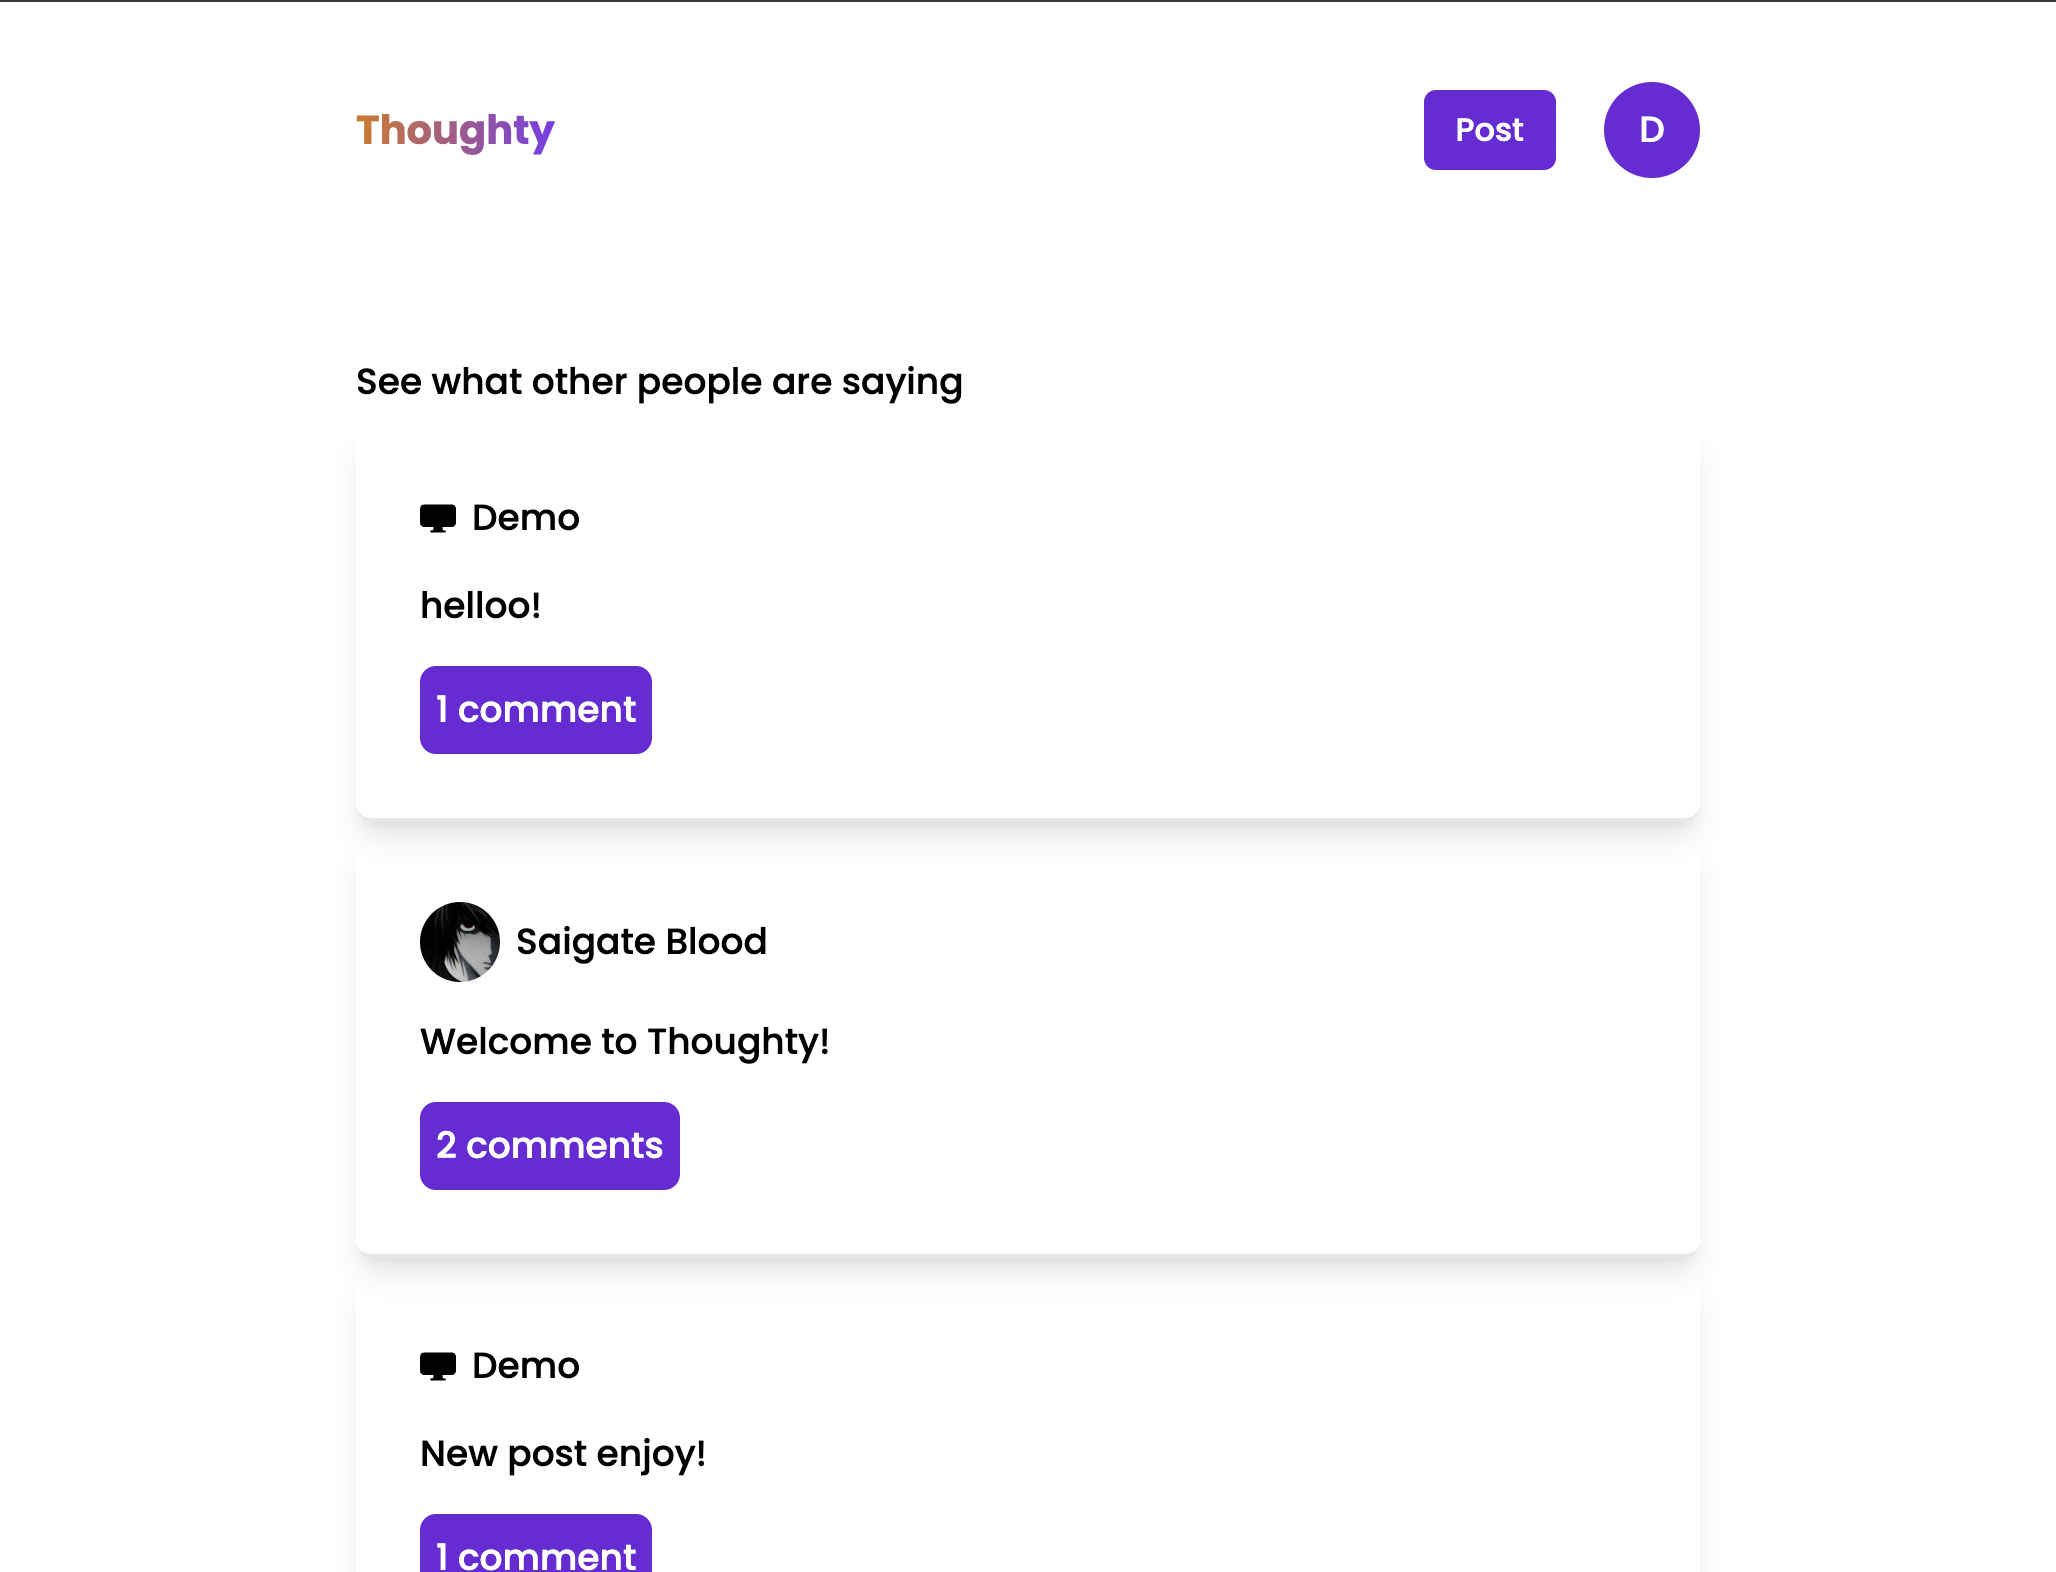 Thoughty
Post
D
See what other people are saying
Demo
helloo!
1 comment
Saigate Blood
Welcome to Thoughty!
2 comments
Demo
New post enjoy!
1 comment